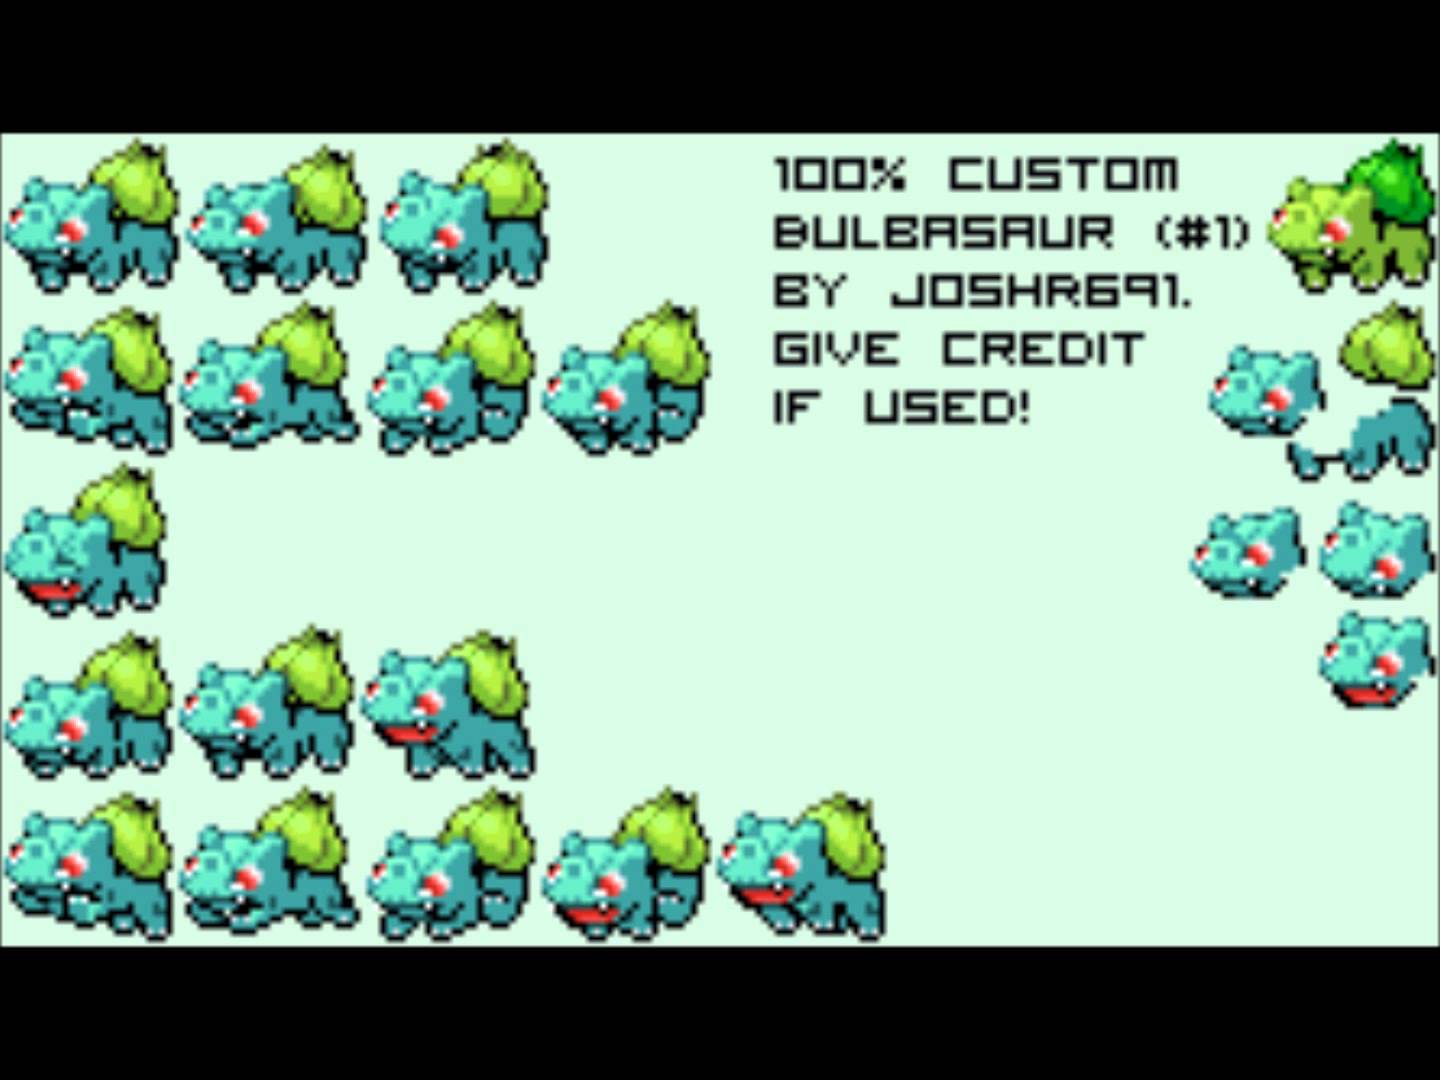 100% CUSTOM
BULBASAUR (#1)
BY JOSHR691.
GIVE CREDIT
IF USED!